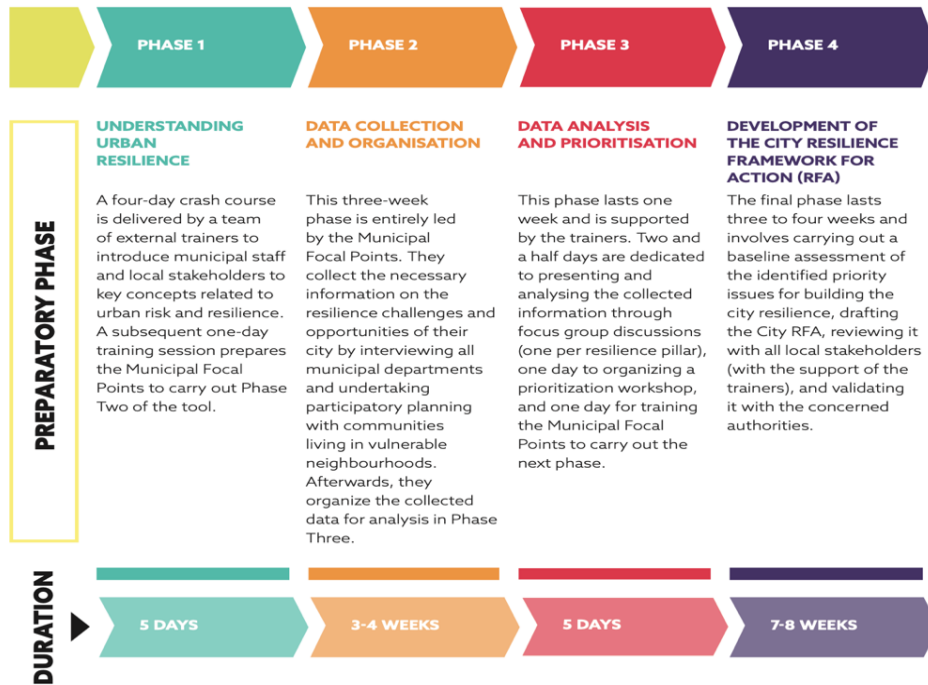 PHASE 1
PHASE 2
PHASE 3
PHASE 4
PREPARATORY PHASE
UNDERSTANDING
URBAN
RESILIENCE
A four-day crash course
is delivered by a team
of external trainers to
introduce municipal staff
and local stakeholders to
key concepts related to
urban risk and resilience.
A subsequent one-day
training session prepares
the Municipal Focal
Points to carry out Phase
Two of the tool.
DATA COLLECTION
AND ORGANISATION
This three-week
phase is entirely led
by the Municipal
Focal Points. They
collect the necessary
information on the
resilience challenges and
opportunities of their
city by interviewing all
municipal departments
and undertaking
participatory planning
with communities
living in vulnerable
neighbourhoods.
Afterwards, they
organize the collected
data for analysis in Phase
Three.
DATA ANALYSIS
AND PRIORITISATION
This phase lasts one
week and is supported
by the trainers. Two and
a half days are dedicated
to presenting and
analysing the collected
information through
focus group discussions
(one per resilience pillar),
one day to organizing a
prioritization workshop,
and one day for training
the Municipal Focal
Points to carry out the
next phase.
DEVELOPMENT OF
THE CITY RESILIENCE
FRAMEWORK FOR
ACTION (RFA)
The final phase lasts
three to four weeks and
involves carrying out a
baseline assessment of
the identified priority
issues for building the
city resilience, drafting
the City RFA, reviewing it
with all local stakeholders
(with the support of the
trainers), and validating
it with the concerned
authorities.
DURATION
5 DAYS
3-4 WEEKS
5 DAYS
7-8 WEEKS